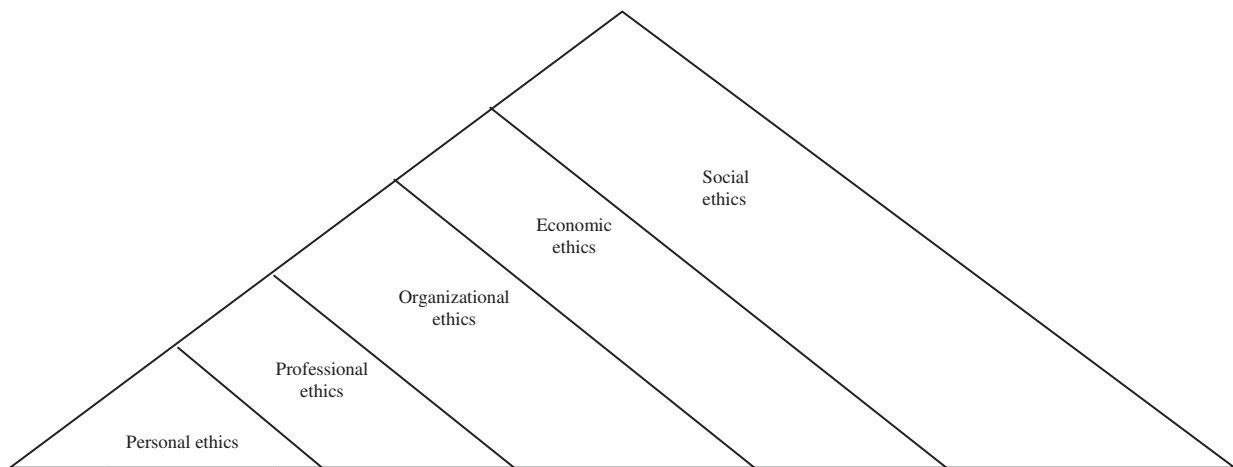 Social
ethics
Economic
ethics
Organizational
ethics
Professional
ethics
Personal ethics